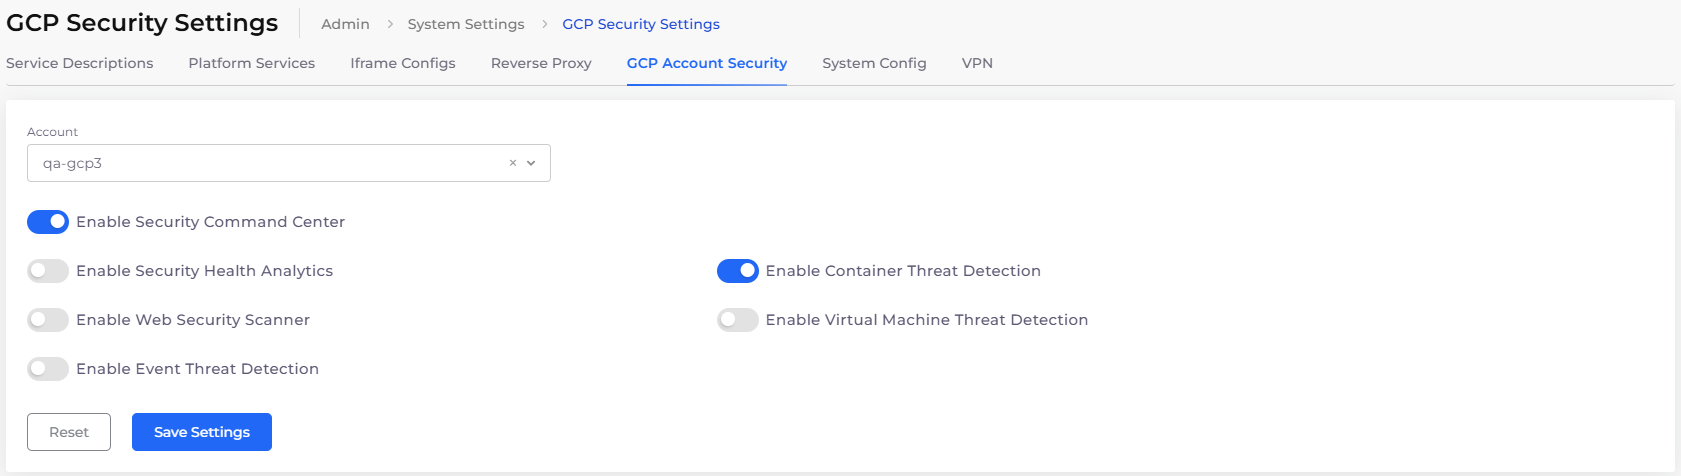 GCP Security Settings
Admin > System Settings > GCP Security Settings
Service Descriptions Platform Services Iframe Configs Reverse Proxy GCP Account Security System Config VPN
Account
qa-gcp3 ×
Enable Security Command Center
Enable Security Health Analytics Enable Container Threat Detection
Enable Web Security Scanner Enable Virtual Machine Threat Detection
Enable Event Threat Detection
Reset Save Settings